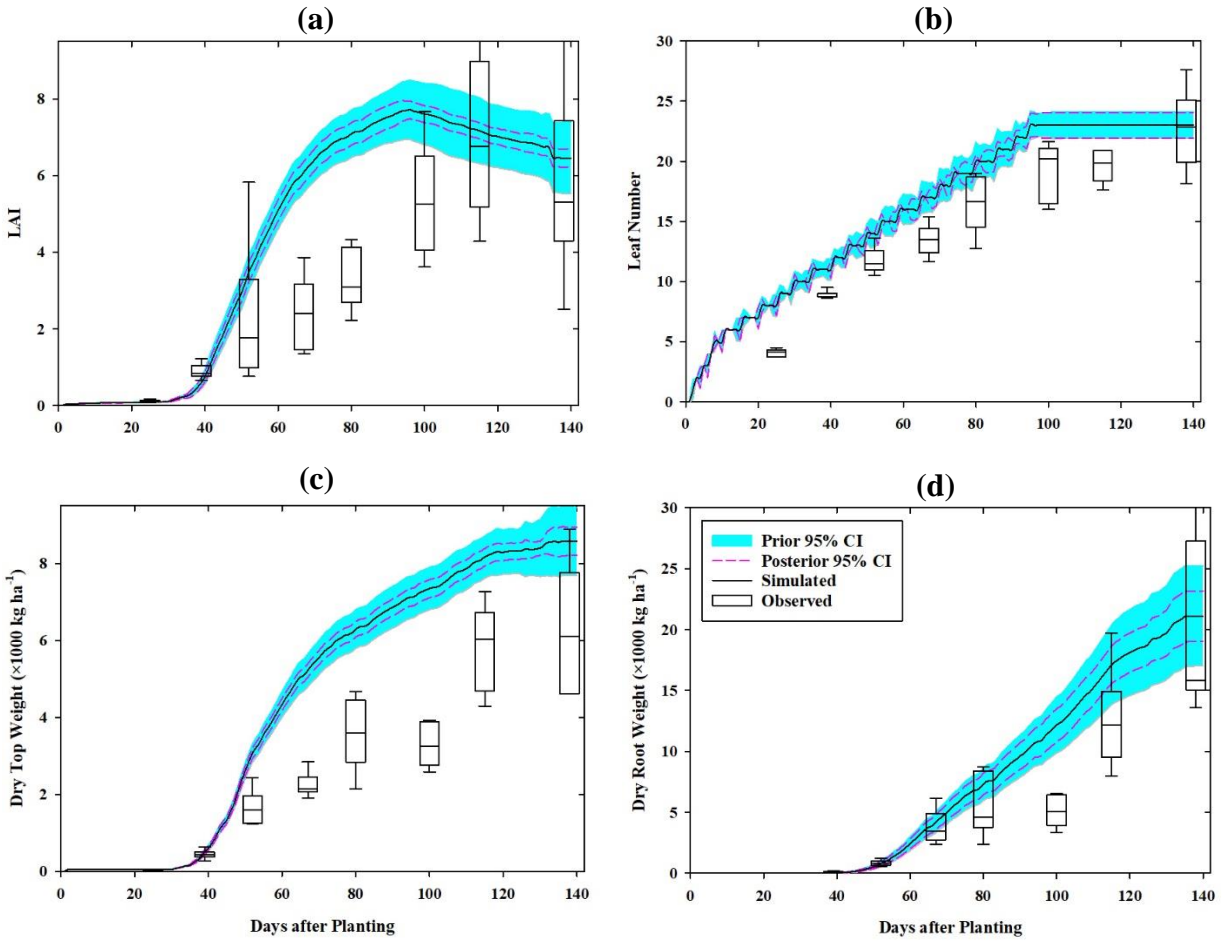 (a)
8
6
4
2
0
LAI
0 20 40 60 80 100 120 140
(b)
30
25
20
15
10
5
0
Leaf Number
0 20 40 60 80 100 120 140
(c)
8
6
4
2
0
Dry Top Weight (×1000 kg ha⁻¹)
0 20 40 60 80 100 120 140
Days after Planting
(d)
30
25
20
15
10
5
0
Dry Root Weight (×1000 kg ha⁻¹)
Prior 95% CI
Posterior 95% CI
Simulated
Observed
0 20 40 60 80 100 120 140
Days after Planting